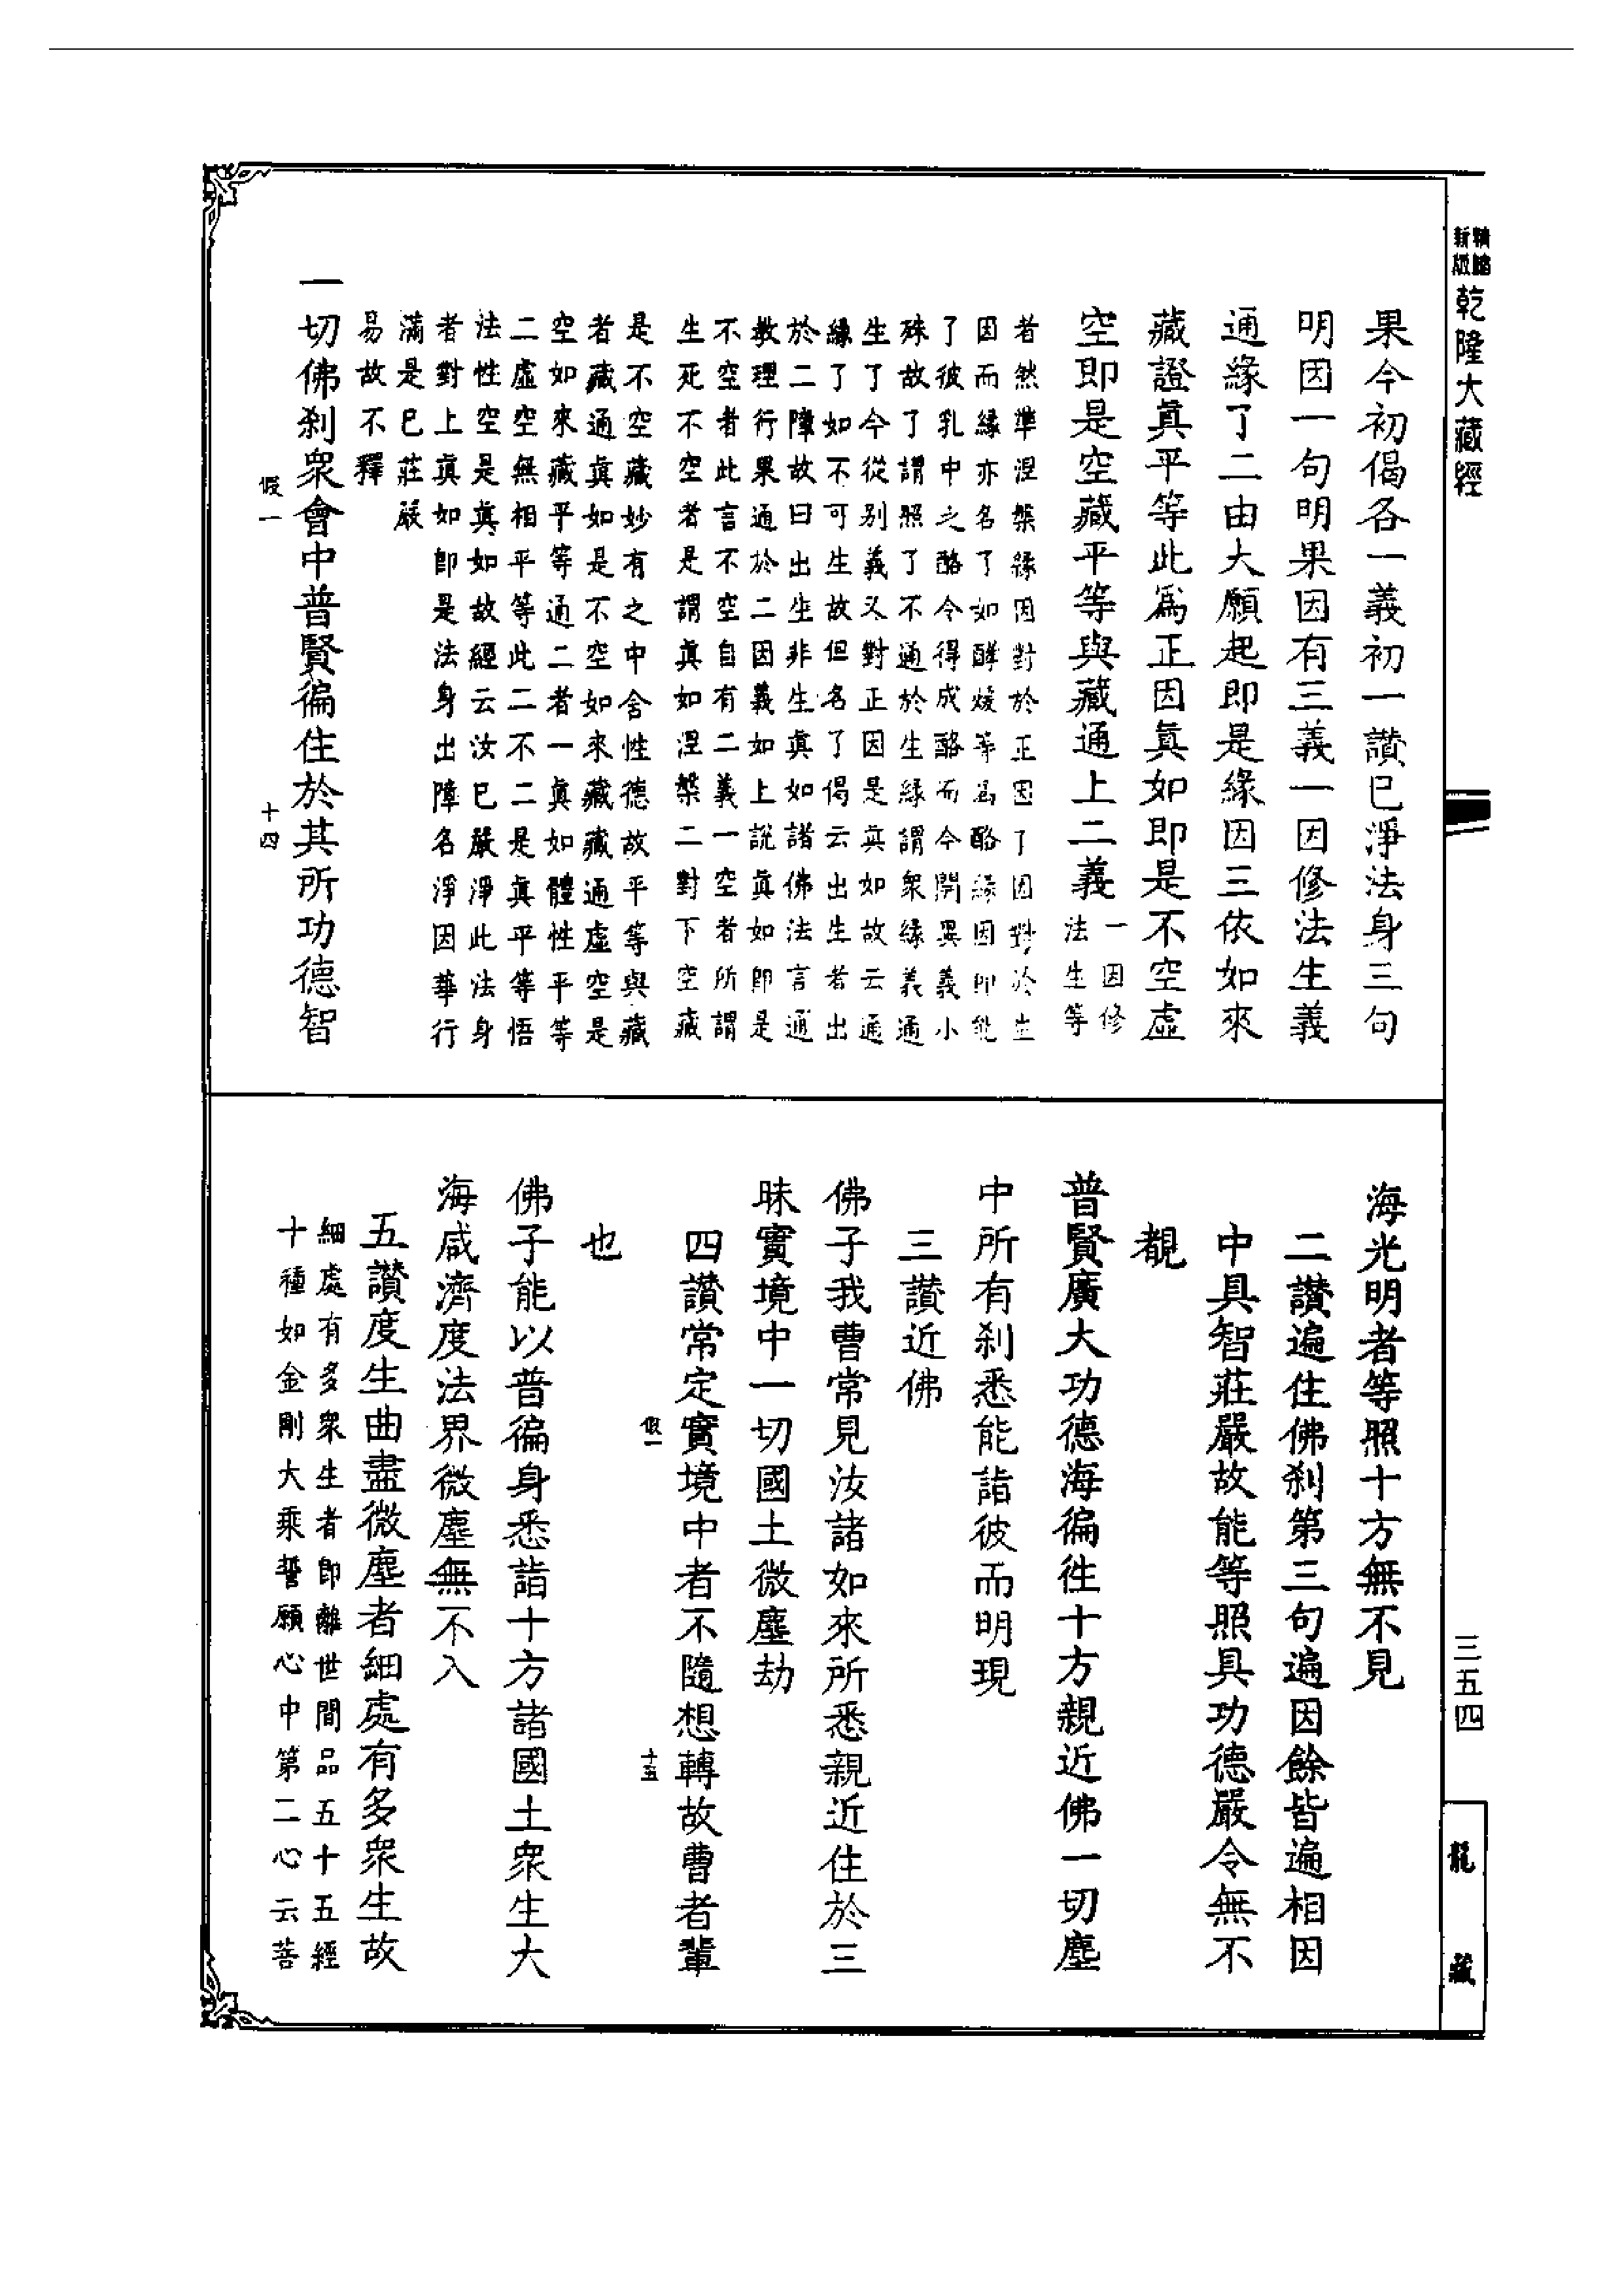 新版
精縮
乾隆大藏經
果今初偈各一義初一讚已淨法身三句
明因一句明果因有三義一因修法生義
通緣了二由大願起即是緣因三依如來
藏證眞平等此爲正因眞如即是不空虛
空即是空藏平等與藏通上二義
一因修
法生等
者然準涅槃緣因對於正因了因對於生
因而緣亦名了如酵煖等爲酪緣因卽能
了彼乳中之酪令得成酪而今開異義小
殊故了謂照了不通於生緣謂衆緣義通
生了今從別義又對正因是眞如故云通
緣了如不可生故但名了偈云出生者出
於二障故曰出生非生眞如諸佛法言通
教理行果通於二因義如上說眞如卽是
不空者此言不空自有二義一空者所謂
生死不空者是謂眞如涅槃二對下空藏
是不空藏妙有之中含性德故平等與藏
者藏通眞如是不空如來藏藏通虛空是
空如來藏平等通二者一眞如體性平等
二虛空無相平等此二不二是眞平等悟
法性空是眞如故經云汝已嚴淨此法身
者對上眞如卽是法身出障名淨因華行
滿是已莊嚴
易故不釋
一切佛刹衆會中普賢徧住於其所功德智
假一
十四
海光明者等照十方無不見
二讚遍住佛刹第三句遍因餘皆遍相因
中具智莊嚴故能等照具功德嚴令無不
覩
普賢廣大功德海徧徃十方親近佛一切塵
中所有刹悉能詣彼而明現
三讚近佛
佛子我曹常見汝諸如來所悉親近住於三
昧實境中一切國土微塵劫
四讚常定實境中者不隨想轉故曹者輩
假一
十五
也
佛子能以普徧身悉詣十方諸國土衆生大
海咸濟度法界微塵無不入
五讚度生曲盡微塵者細處有多衆生故
細處有多衆生者卽離世間品五十五經
十種如金剛大乘誓願心中第二心云菩
三五四
龍
藏